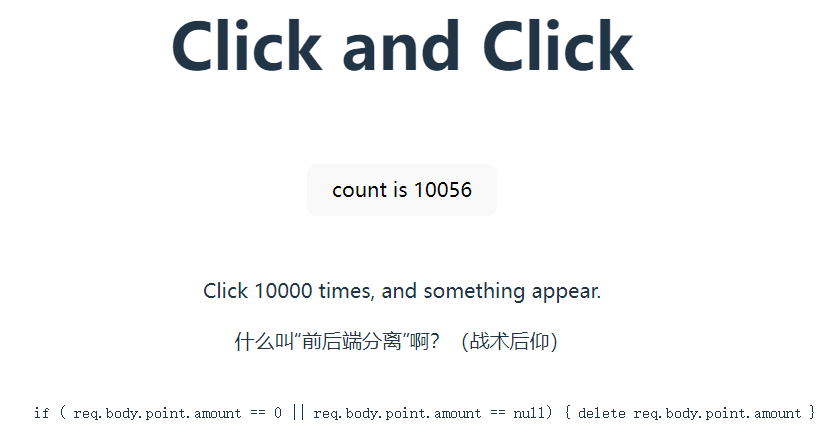 Click and Click
count is 10056
Click 10000 times, and something appear.
什么叫“前后端分离”啊？（战术后仰）
if ( req.body.point.amount == 0 || req.body.point.amount == null) { delete req.body.point.amount }